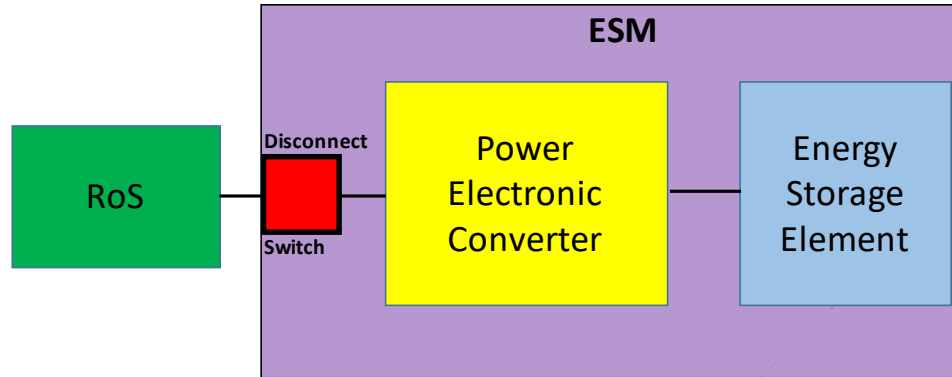 ESM
RoS
Disconnect
Switch
Power
Electronic
Converter
Energy
Storage
Element